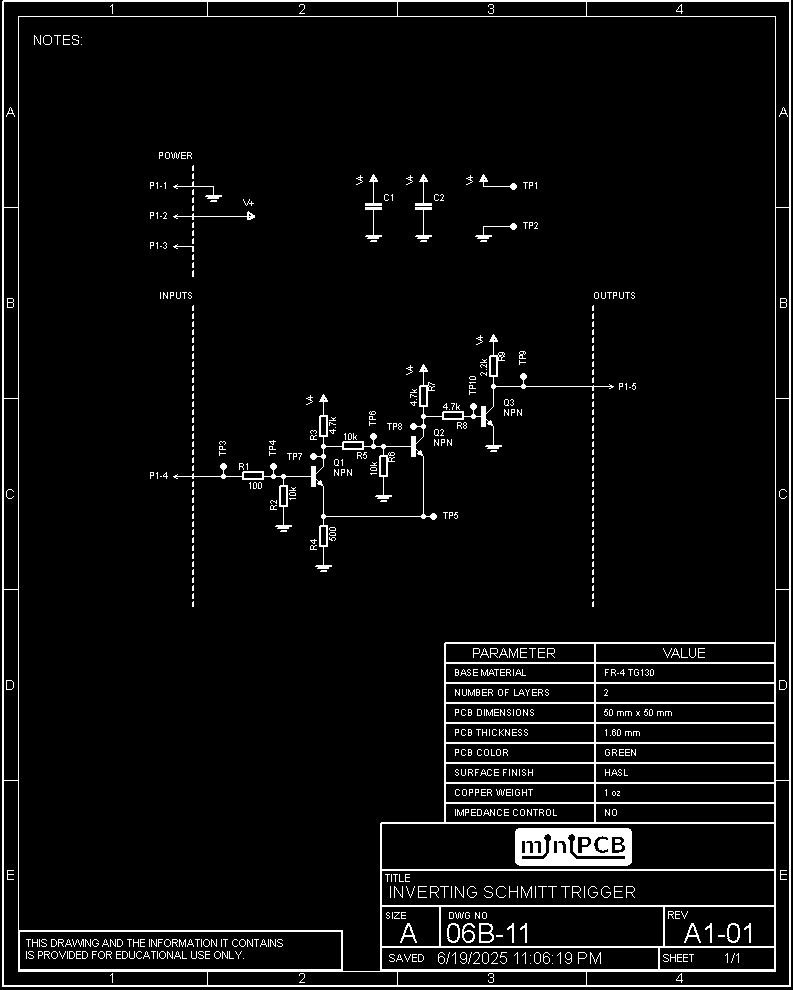 1 2 3 4
NOTES:
A A
POWER
P1-1
P1-2 V+
P1-3
V+ C1
V+ C2
V+ TP1
TP2
B B
INPUTS
OUTPUTS
V+ 2.2k R9 TP9
P1-5
V+ 4.7k R7 TP10
4.7k R8
Q3
NPN
V+ R3 4.7k TP6
TP8 Q2
NPN
10k R5
10k R6
TP3 TP4 TP7
Q1
NPN
P1-4 R1
100
R2 10k
C C
TP5
R4 500
PARAMETER VALUE
BASE MATERIAL FR-4 TG130
D D
NUMBER OF LAYERS 2
PCB DIMENSIONS 50 mm x 50 mm
PCB THICKNESS 1.60 mm
PCB COLOR GREEN
SURFACE FINISH HASL
COPPER WEIGHT 1 oz
IMPEDANCE CONTROL NO
miniPCB
E E
TITLE
INVERTING SCHMITT TRIGGER
SIZE DWG NO REV
A 06B-11 A1-01
SAVED 6/19/2025 11:06:19 PM SHEET 1/1
THIS DRAWING AND THE INFORMATION IT CONTAINS
IS PROVIDED FOR EDUCATIONAL USE ONLY.
1 2 3 4